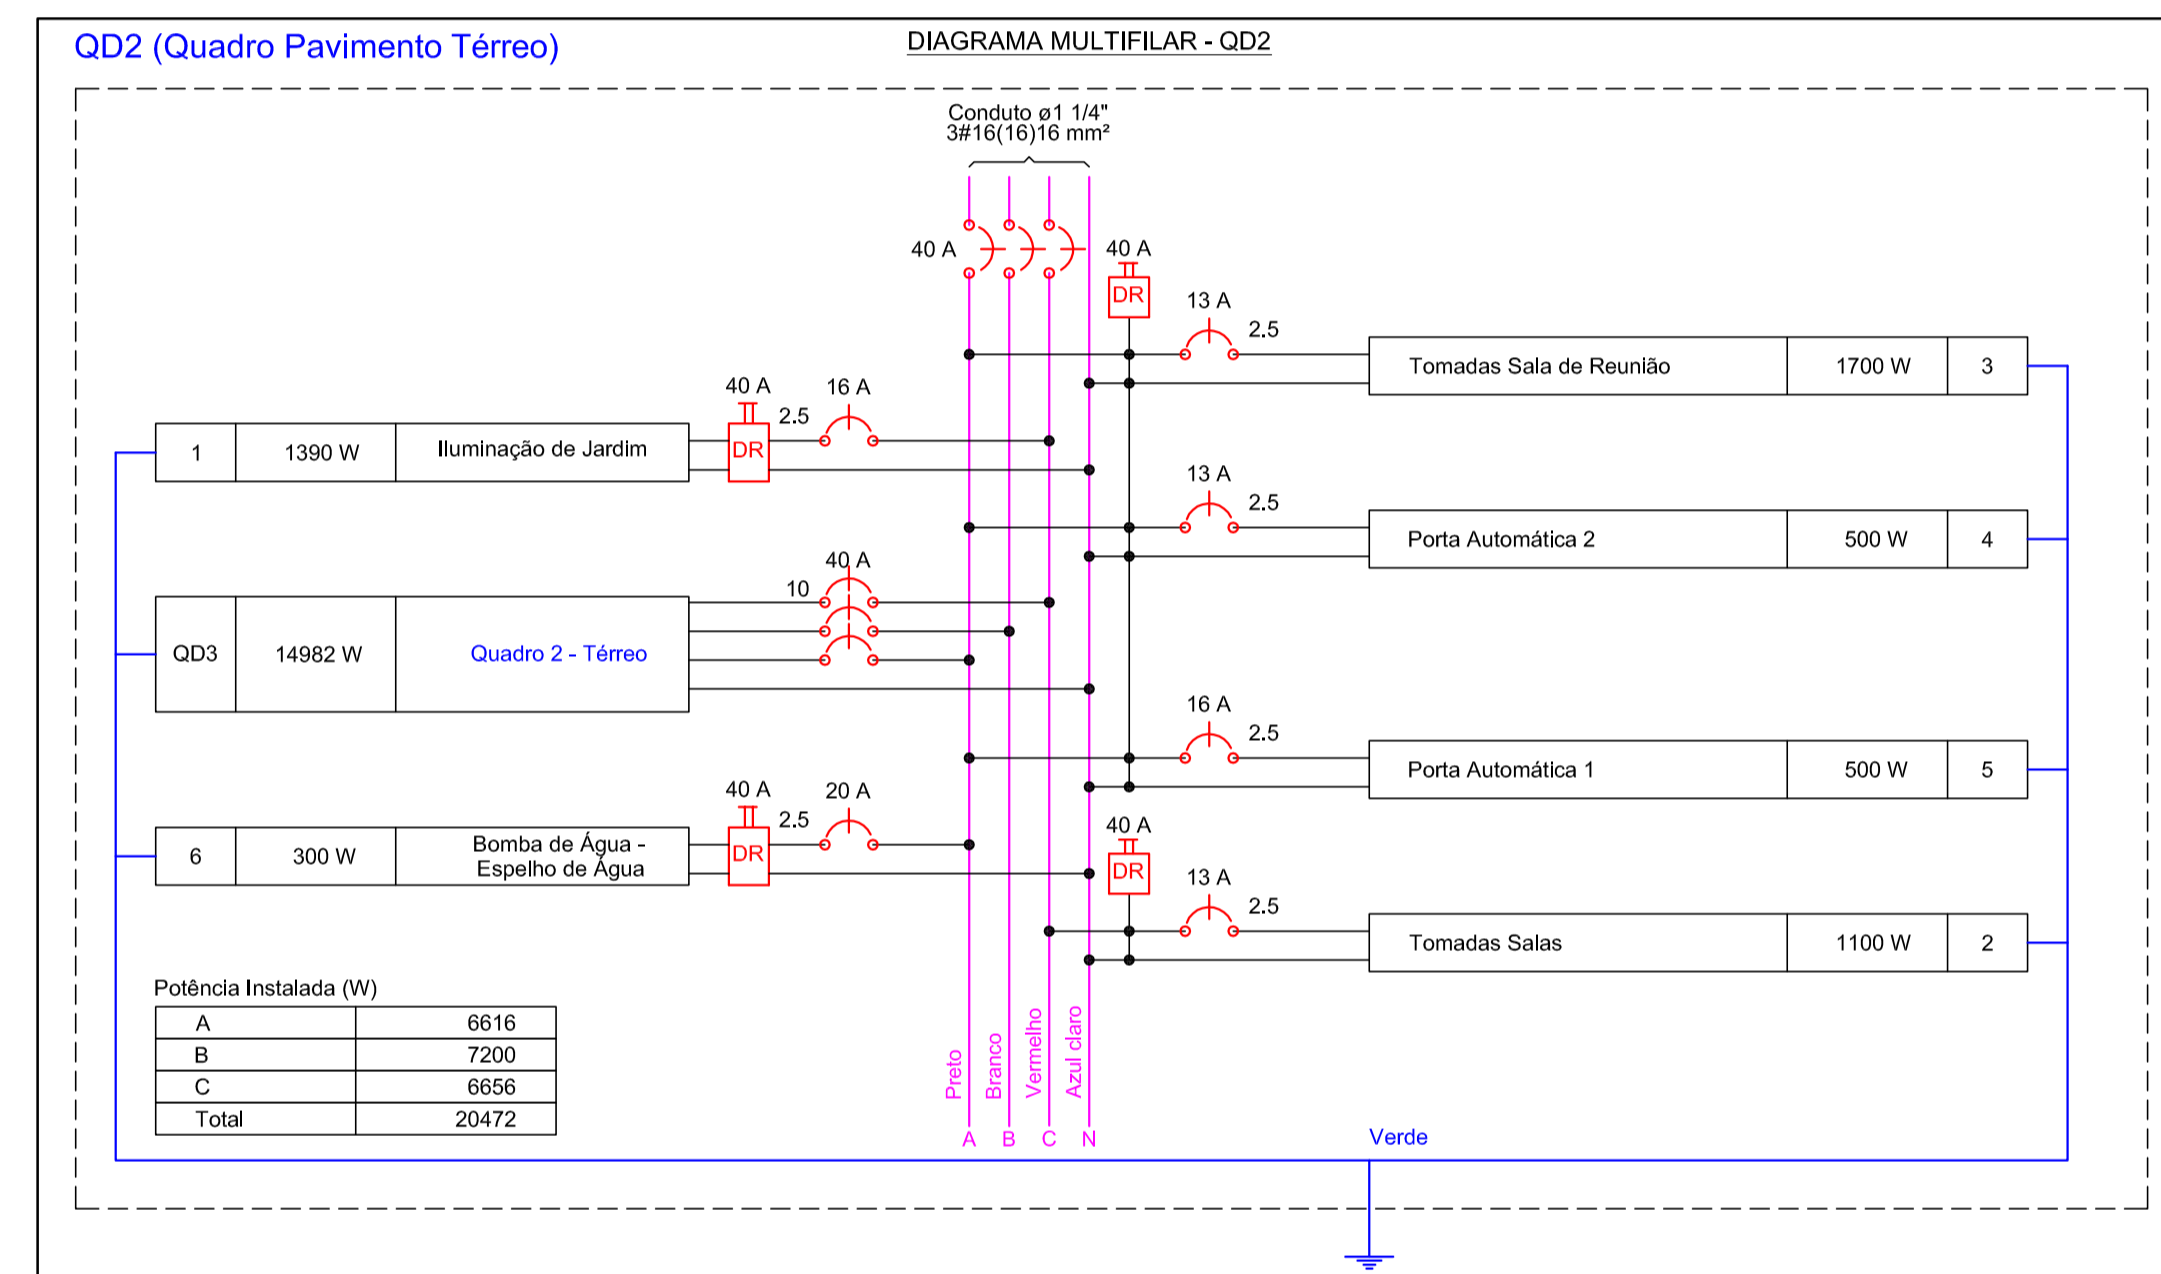 QD2 (Quadro Pavimento Térreo)
DIAGRAMA MULTIFILAR - QD2
Conduto ø1 1/4"
3#16(16)16 mm²
40 A
40 A
DR
13 A
2.5
Tomadas Sala de Reunião 1700 W 3
40 A
16 A
2.5
DR
1 1390 W Iluminação de Jardim
13 A
2.5
Porta Automática 2 500 W 4
40 A
10
QD3 14982 W Quadro 2 - Térreo
16 A
2.5
Porta Automática 1 500 W 5
40 A
20 A
2.5
DR
6 300 W Bomba de Água -
Espelho de Água
40 A
DR
13 A
2.5
Tomadas Salas 1100 W 2
Potência Instalada (W)
A 6616
B 7200
C 6656
Total 20472
Preto
Branco
Vermelho
Azul claro
A B C N
Verde